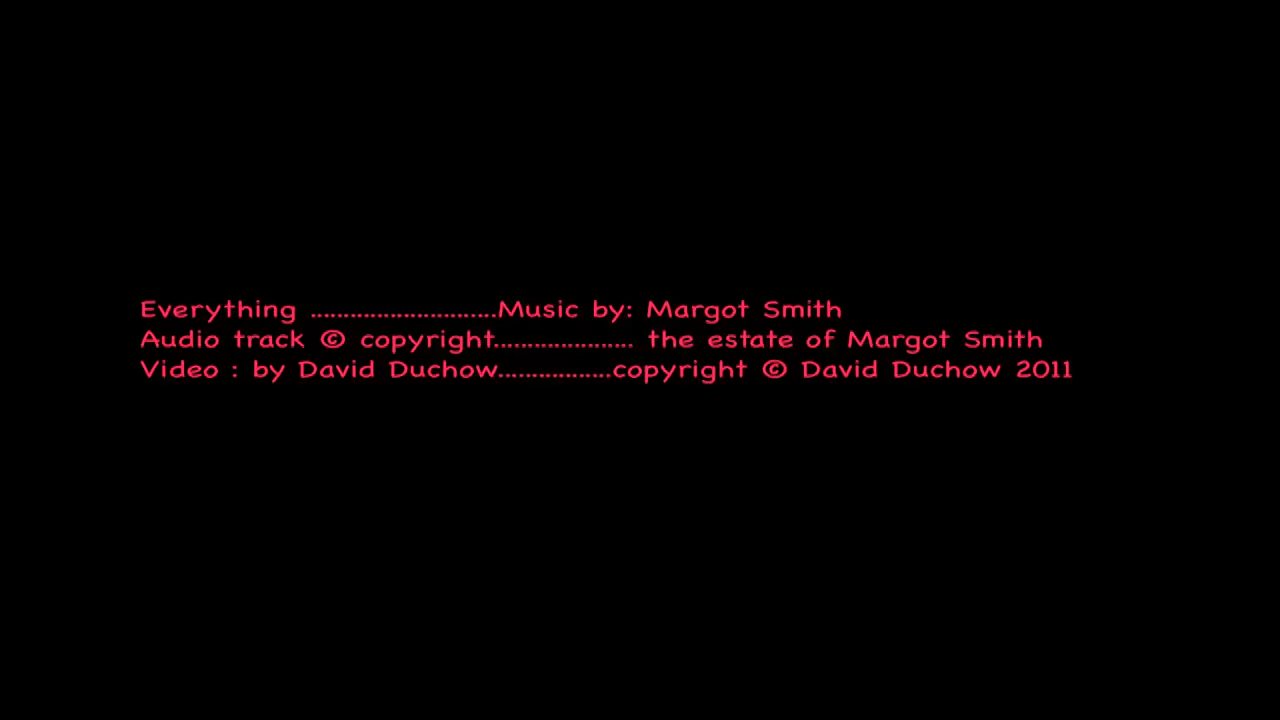 Everything ............................Music by: Margot Smith
Audio track © copyright..................... the estate of Margot Smith
Video : by David Duchow.................copyright © David Duchow 2011